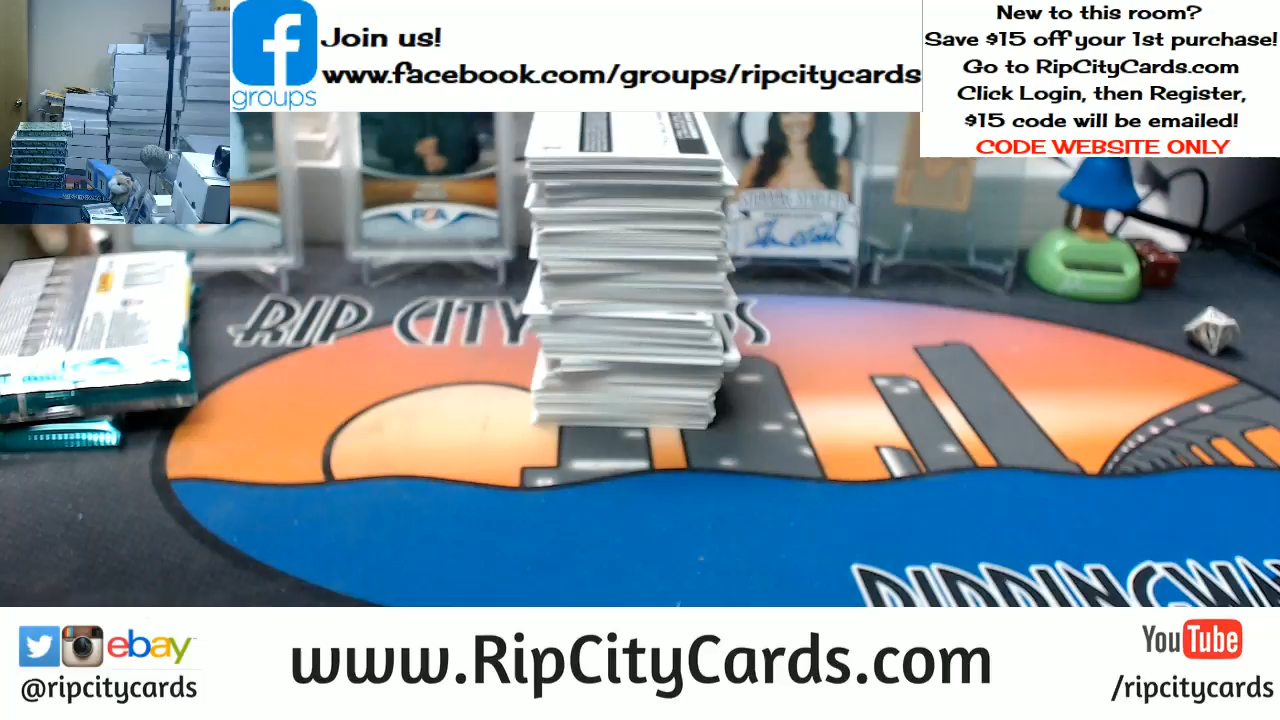 Join us!
www.facebook.com/groups/ripcitycards
groups
New to this room?
Save $15 off your 1st purchase!
Go to RipCityCards.com
Click Login, then Register,
$15 code will be emailed!
CODE WEBSITE ONLY
RIP CITY
ebay
@ripcitycards
www.RipCityCards.com
YouTube
/ripcitycards